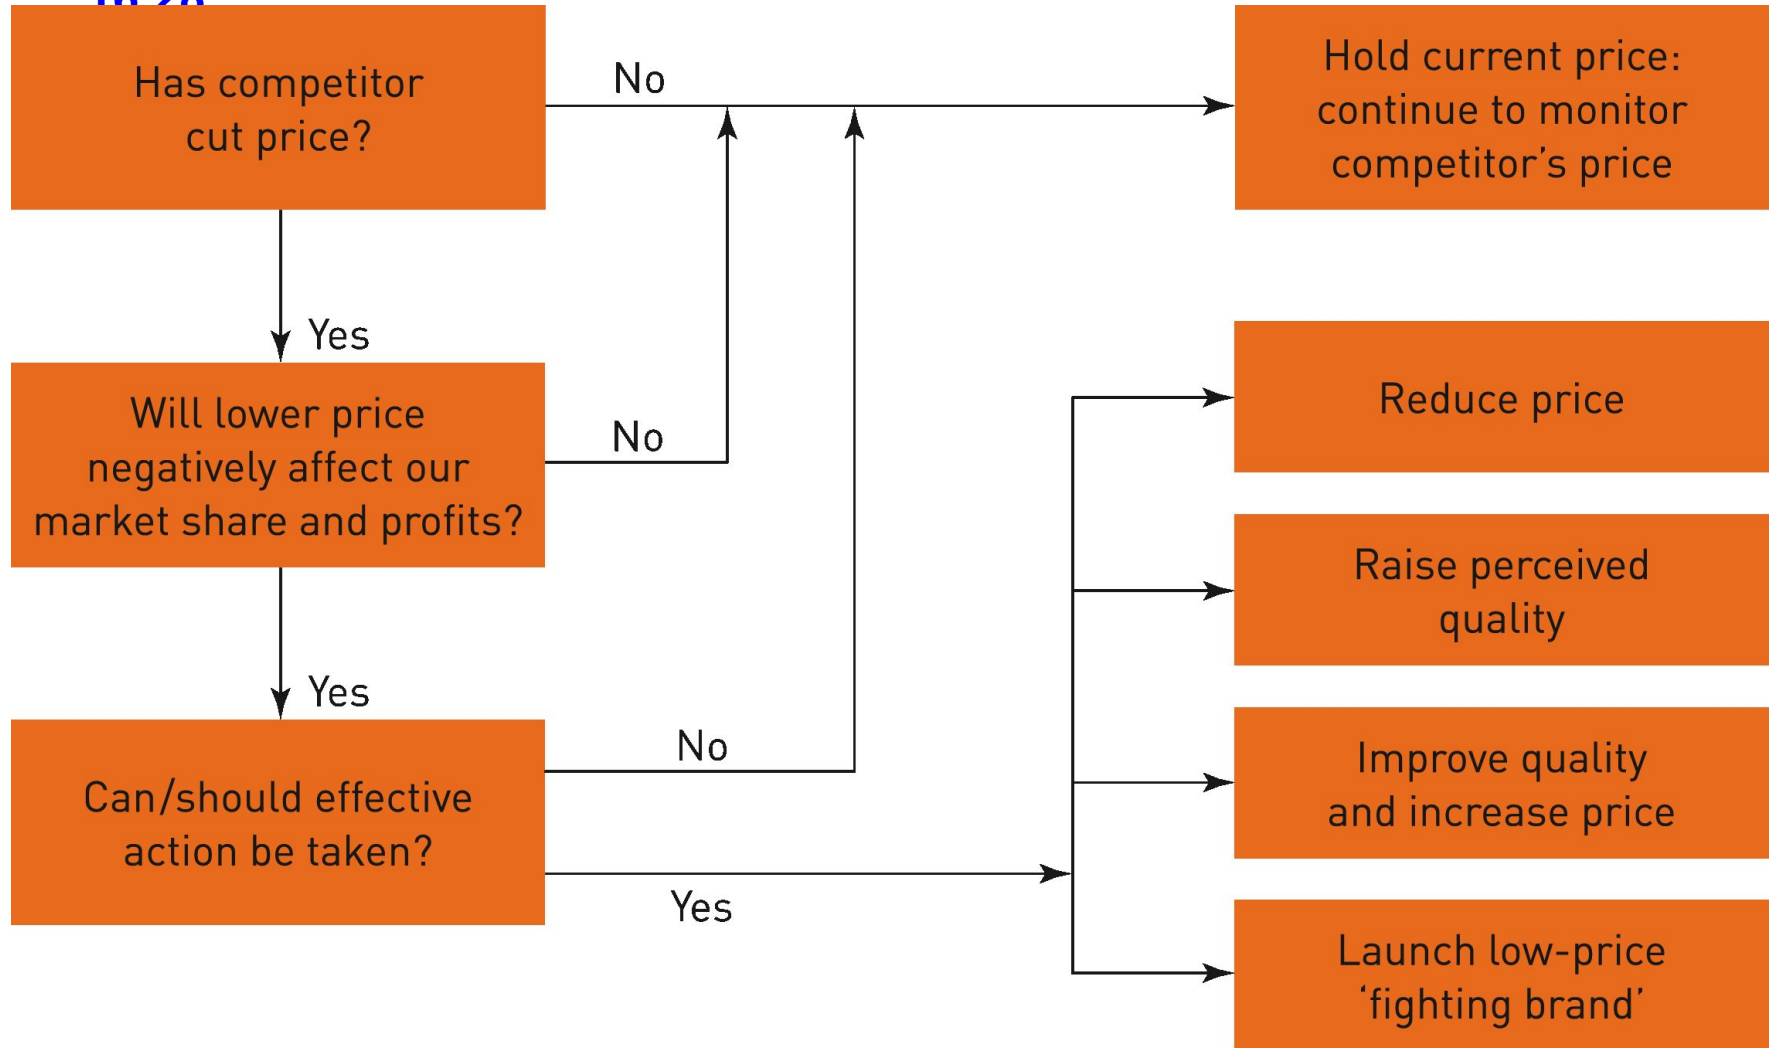 Has competitor
cut price?
No
Hold current price:
continue to monitor
competitor’s price
Yes
Will lower price
negatively affect our
market share and profits?
No
Reduce price
Raise perceived
quality
Yes
Can/should effective
action be taken?
No
Yes
Improve quality
and increase price
Launch low-price
‘fighting brand’